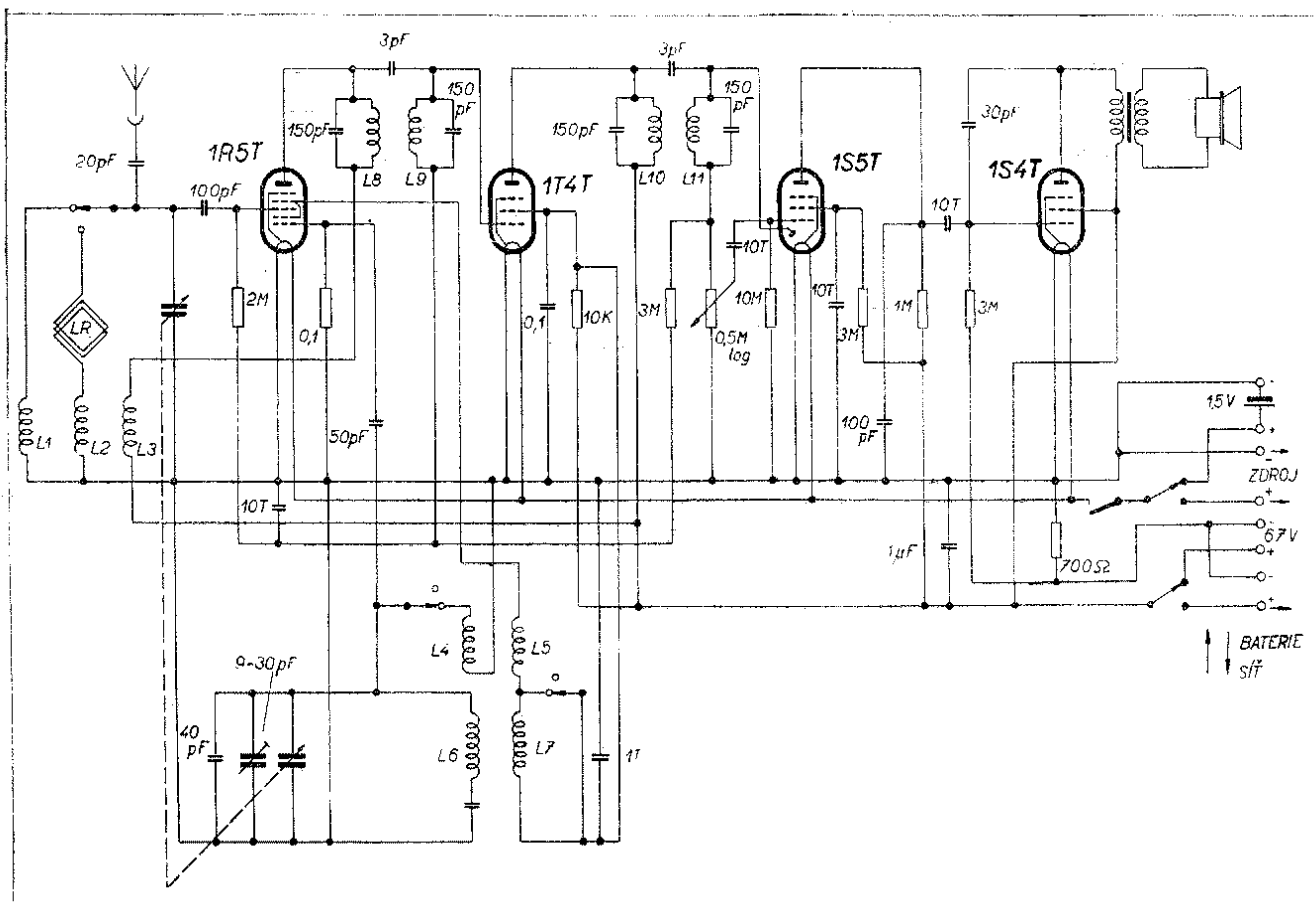 3pF
3pF
150
pF
150
pF
150pF
150pF
30pF
20pF
1R5T
L8
L9
1T4T
L10
L11
1S5T
1S4T
100pF
10T
10T
2M
0,1
0,1
10K
3M
0,5M
log
10M
10T
3M
1M
3M
LR
L1
L2
L3
50pF
100
pF
1,5V
-
+
-
ZDROJ
+
-
67V
+
-
+
10T
1µF
700Ω
L4
L5
BATERIE
SÍŤ
9-30pF
40
pF
L6
L7
1T